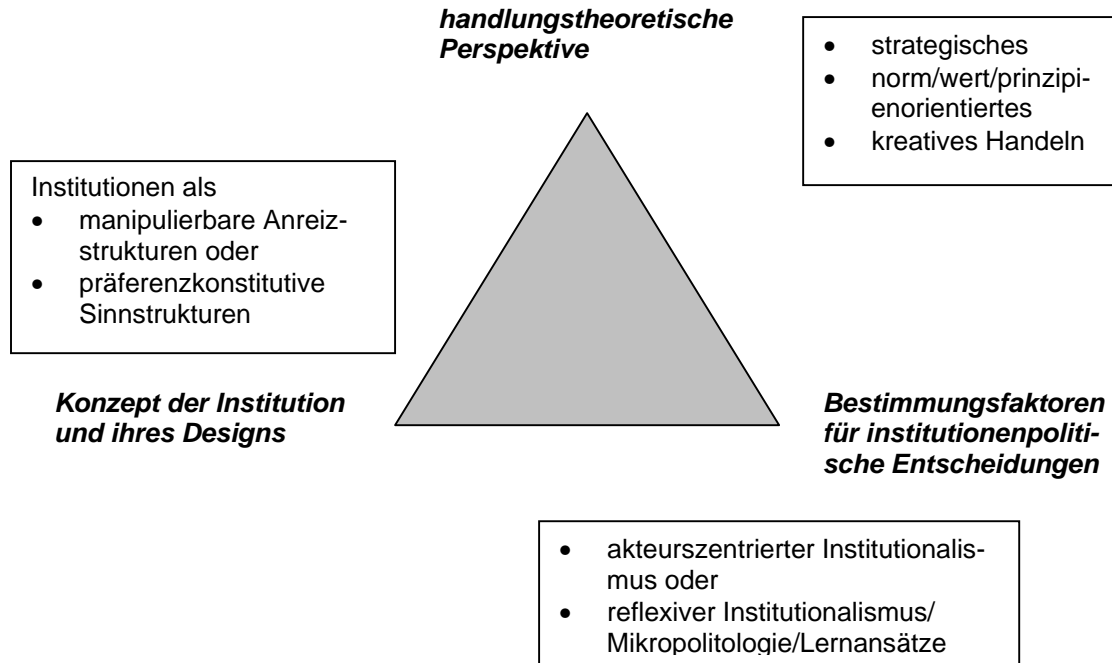 handlungstheoretische
Perspektive
• strategisches
• norm/wert/prinzipi-
enorientiertes
• kreatives Handeln
Institutionen als
• manipulierbare Anreiz-
strukturen oder
• präferenzkonstitutive
Sinnstrukturen
Konzept der Institution
und ihres Designs
Bestimmungsfaktoren
für institutionenpoliti-
sche Entscheidungen
• akteurszentrierter Institutionalis-
mus oder
• reflexiver Institutionalismus/
Mikropolitologie/Lernansätze